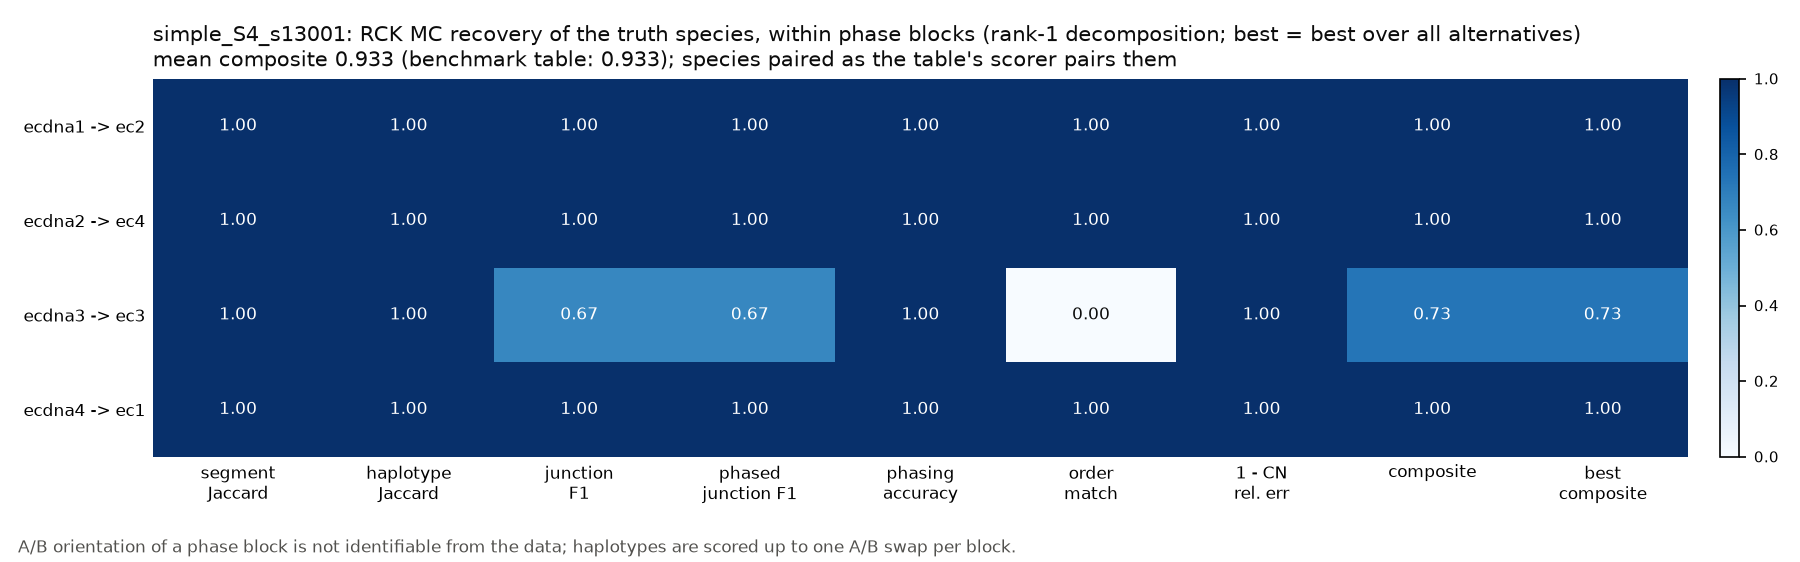 simple_S4_s13001: RCK MC recovery of the truth species, within phase blocks (rank-1 decomposition; best = best over all alternatives)
mean composite 0.933 (benchmark table: 0.933); species paired as the table's scorer pairs them
ecdna1 -> ec2 1.00 1.00 1.00 1.00 1.00 1.00 1.00 1.00 1.00
ecdna2 -> ec4 1.00 1.00 1.00 1.00 1.00 1.00 1.00 1.00 1.00
ecdna3 -> ec3 1.00 1.00 0.67 0.67 1.00 0.00 1.00 0.73 0.73
ecdna4 -> ec1 1.00 1.00 1.00 1.00 1.00 1.00 1.00 1.00 1.00
segment
Jaccard
haplotype
Jaccard
junction
F1
phased
junction F1
phasing
accuracy
order
match
1 - CN
rel. err
composite
best
composite
1.0
0.8
0.6
0.4
0.2
0.0
A/B orientation of a phase block is not identifiable from the data; haplotypes are scored up to one A/B swap per block.